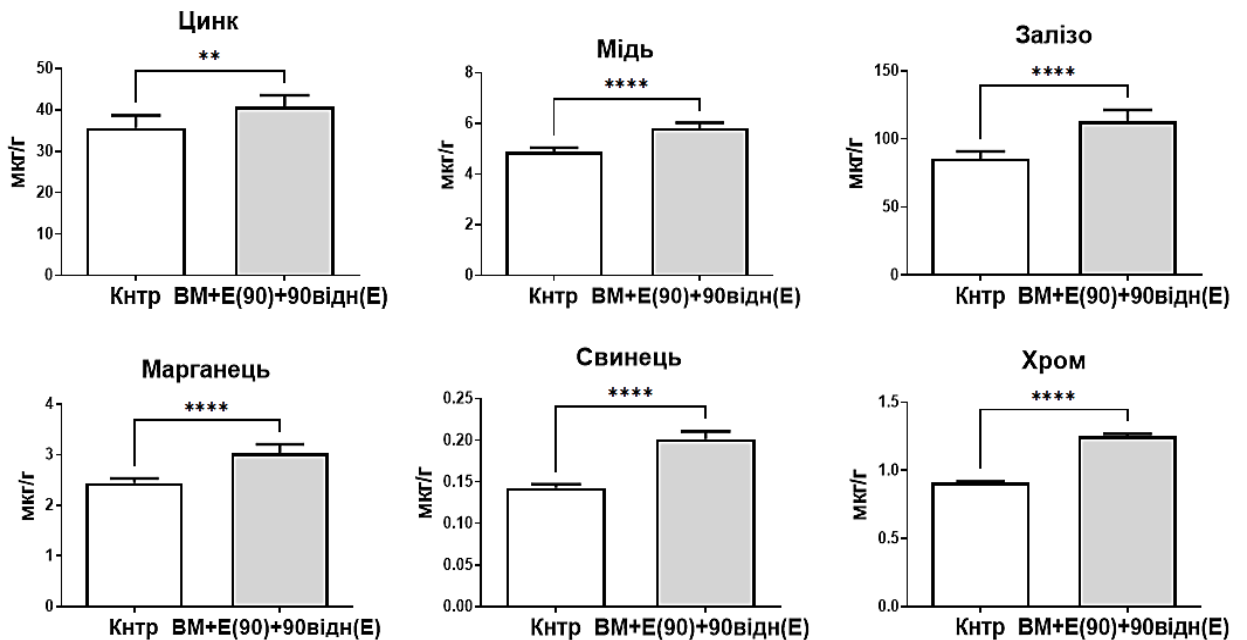 Цинк
**
50
40
30
20
10
0
мкг/г
Кнтр ВМ+Е(90)+90відн(Е)
Мідь
****
8
6
4
2
0
мкг/г
Кнтр ВМ+Е(90)+90відн(Е)
Залізо
****
150
100
50
0
мкг/г
Кнтр ВМ+Е(90)+90відн(Е)
Марганець
****
4
3
2
1
0
мкг/г
Кнтр ВМ+Е(90)+90відн(Е)
Свинець
****
0.25
0.20
0.15
0.10
0.05
0.00
мкг/г
Кнтр ВМ+Е(90)+90відн(Е)
Хром
****
1.5
1.0
0.5
0.0
мкг/г
Кнтр ВМ+Е(90)+90відн(Е)